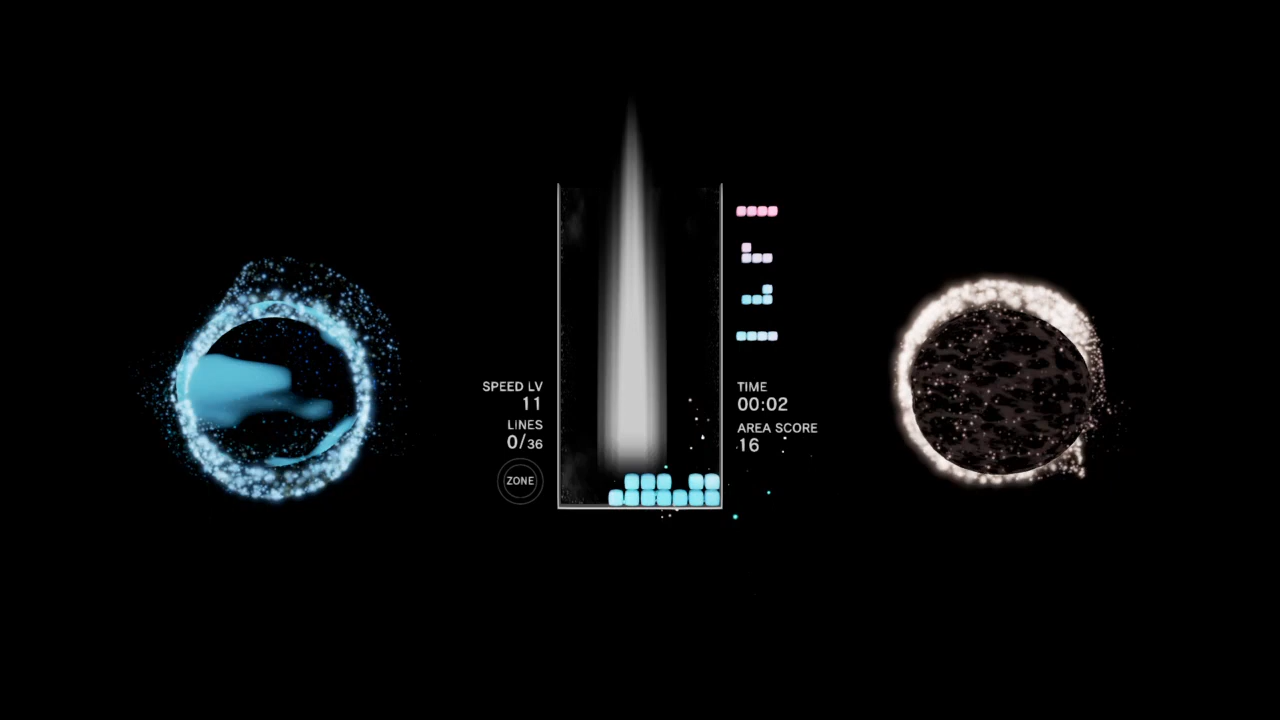 SPEED LV
11
LINES
0/36
ZONE
TIME
00:02
AREA SCORE
16